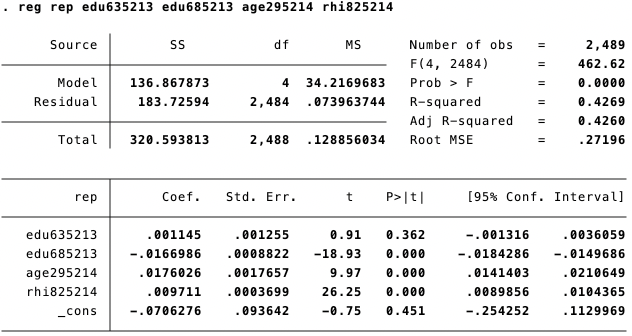 . reg rep edu635213 edu685213 age295214 rhi825214
Source SS df MS Number of obs = 2,489
F(4, 2484) = 462.62
Model 136.867873 4 34.2169683 Prob > F = 0.0000
Residual 183.72594 2,484 .073963744 R-squared = 0.4269
Adj R-squared = 0.4260
Total 320.593813 2,488 .128856034 Root MSE = .27196
rep Coef. Std. Err. t P>|t| [95% Conf. Interval]
edu635213 .001145 .001255 0.91 0.362 -.001316 .0036059
edu685213 -.0166986 .0008822 -18.93 0.000 -.0184286 -.0149686
age295214 .0176026 .0017657 9.97 0.000 .0141403 .0210649
rhi825214 .009711 .0003699 26.25 0.000 .0089856 .0104365
_cons -.0706276 .093642 -0.75 0.451 -.254252 .1129969